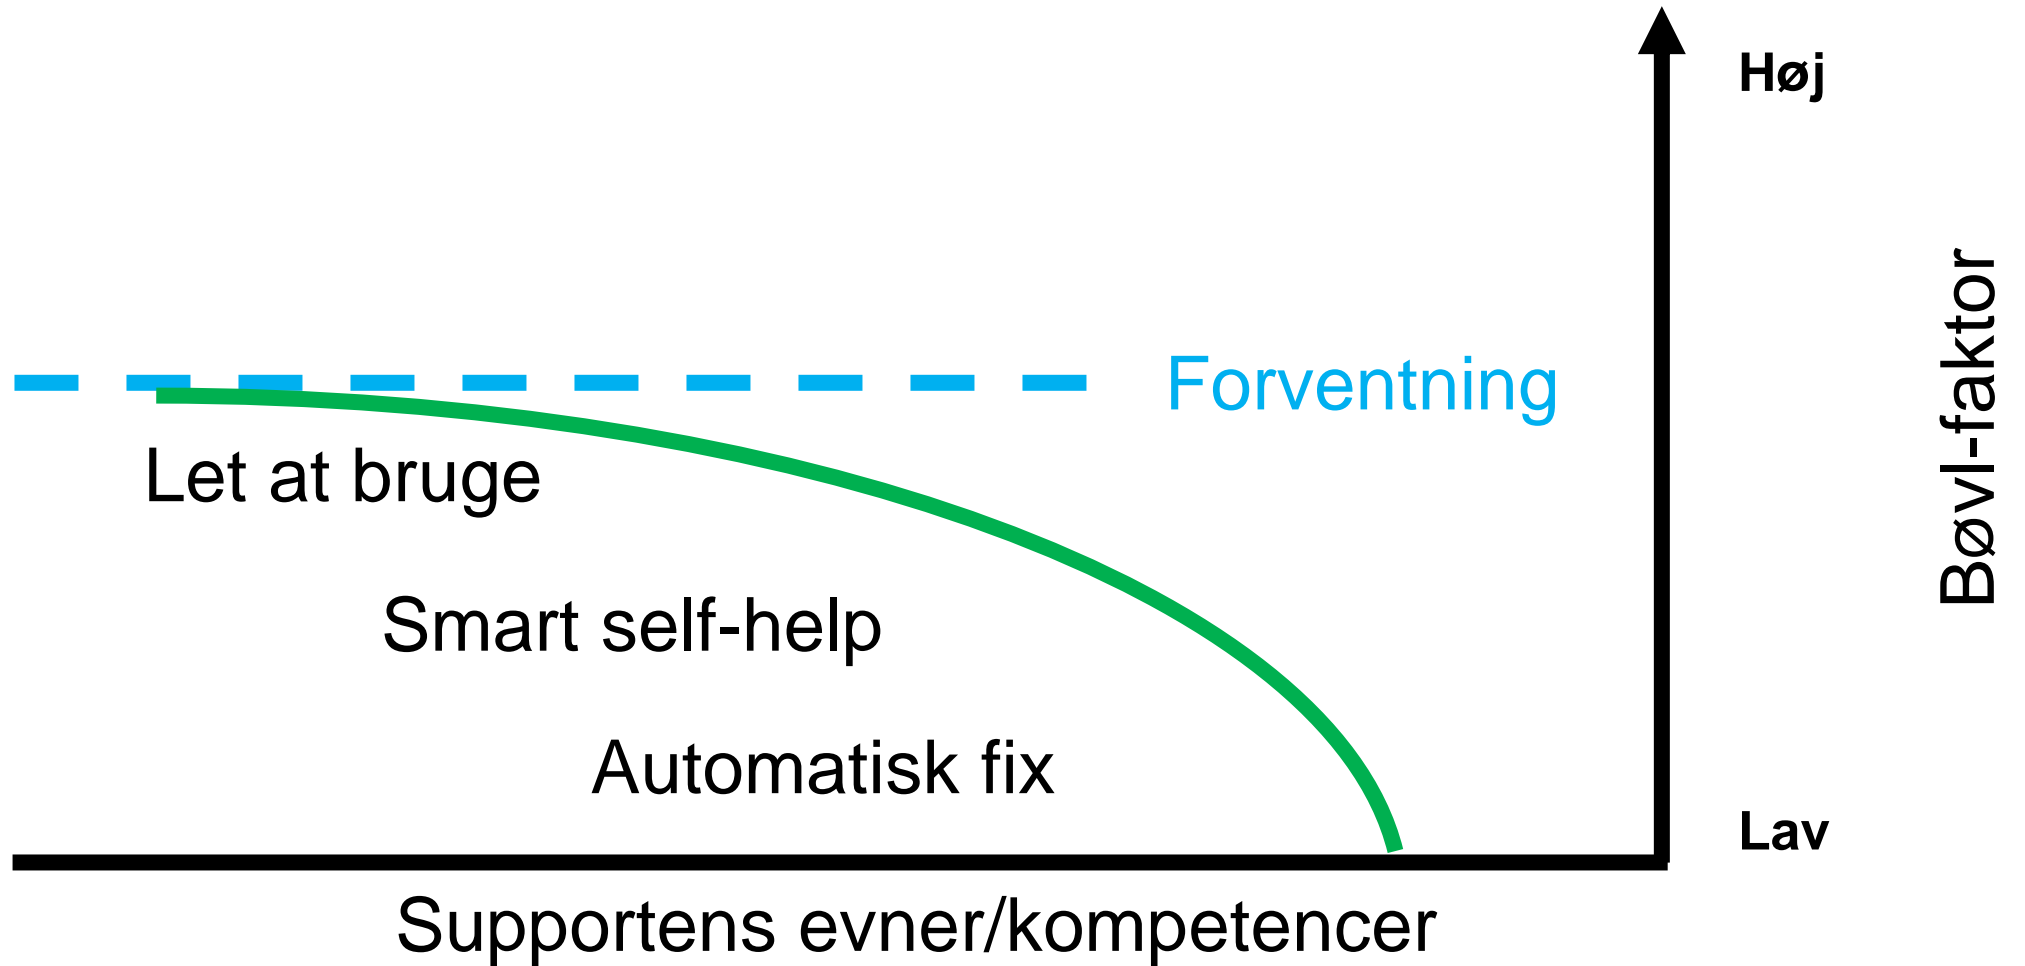 Høj
Forventning
Let at bruge
Smart self-help
Automatisk fix
Lav
Supportens evner/kompetencer
Bøvl-faktor